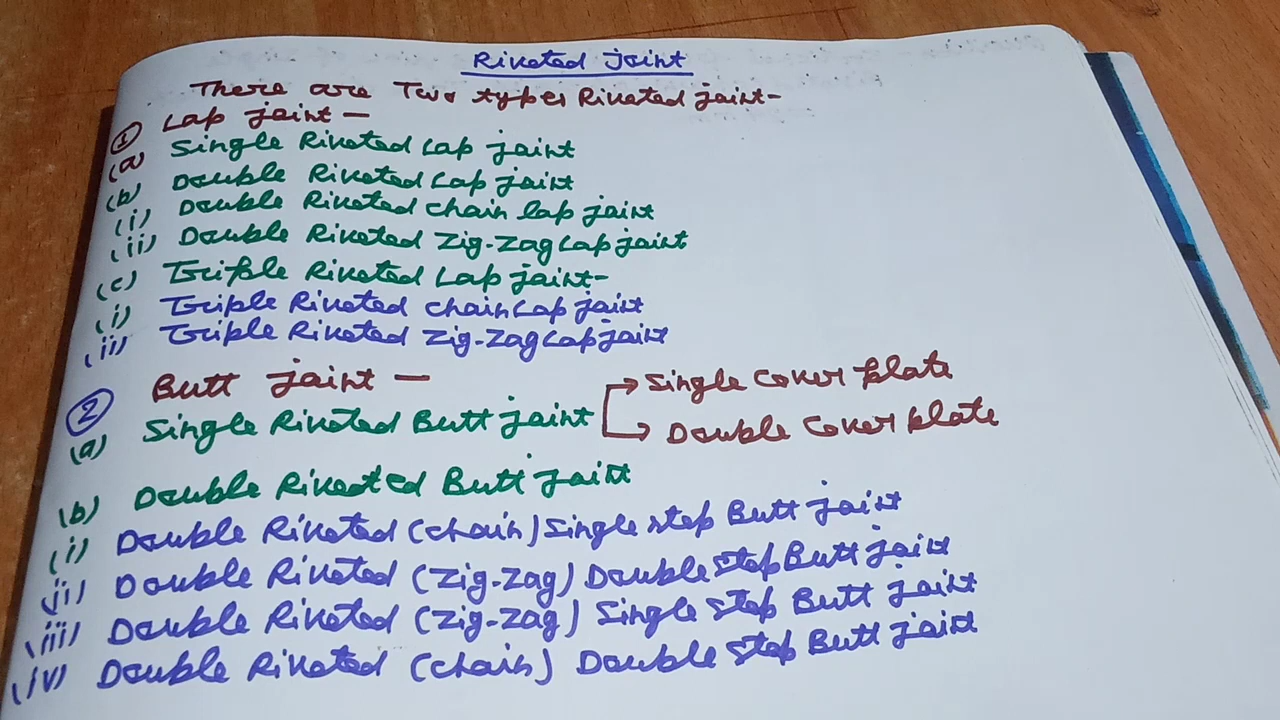 Riveted joint
There are Two types Riveted joint-
① Lap joint —
(a) Single Riveted Lap joint
(b) Double Riveted Lap joint
(i) Double Riveted chain lap joint
(ii) Double Riveted Zig-Zag Lap joint
(c) Triple Riveted Lap joint-
(i) Triple Riveted chain Lap joint
(ii) Triple Riveted Zig-Zag Lap joint
② Butt joint —
(a) Single Riveted Butt joint → Single Cover plate
→ Double Cover plate
(b) Double Riveted Butt joint
(i) Double Riveted (chain) Single stop Butt joint
(ii) Double Riveted (Zig-Zag) Double stop Butt joint
(iii) Double Riveted (Zig-Zag) Single stop Butt joint
(iv) Double Riveted (chain) Double stop Butt joint